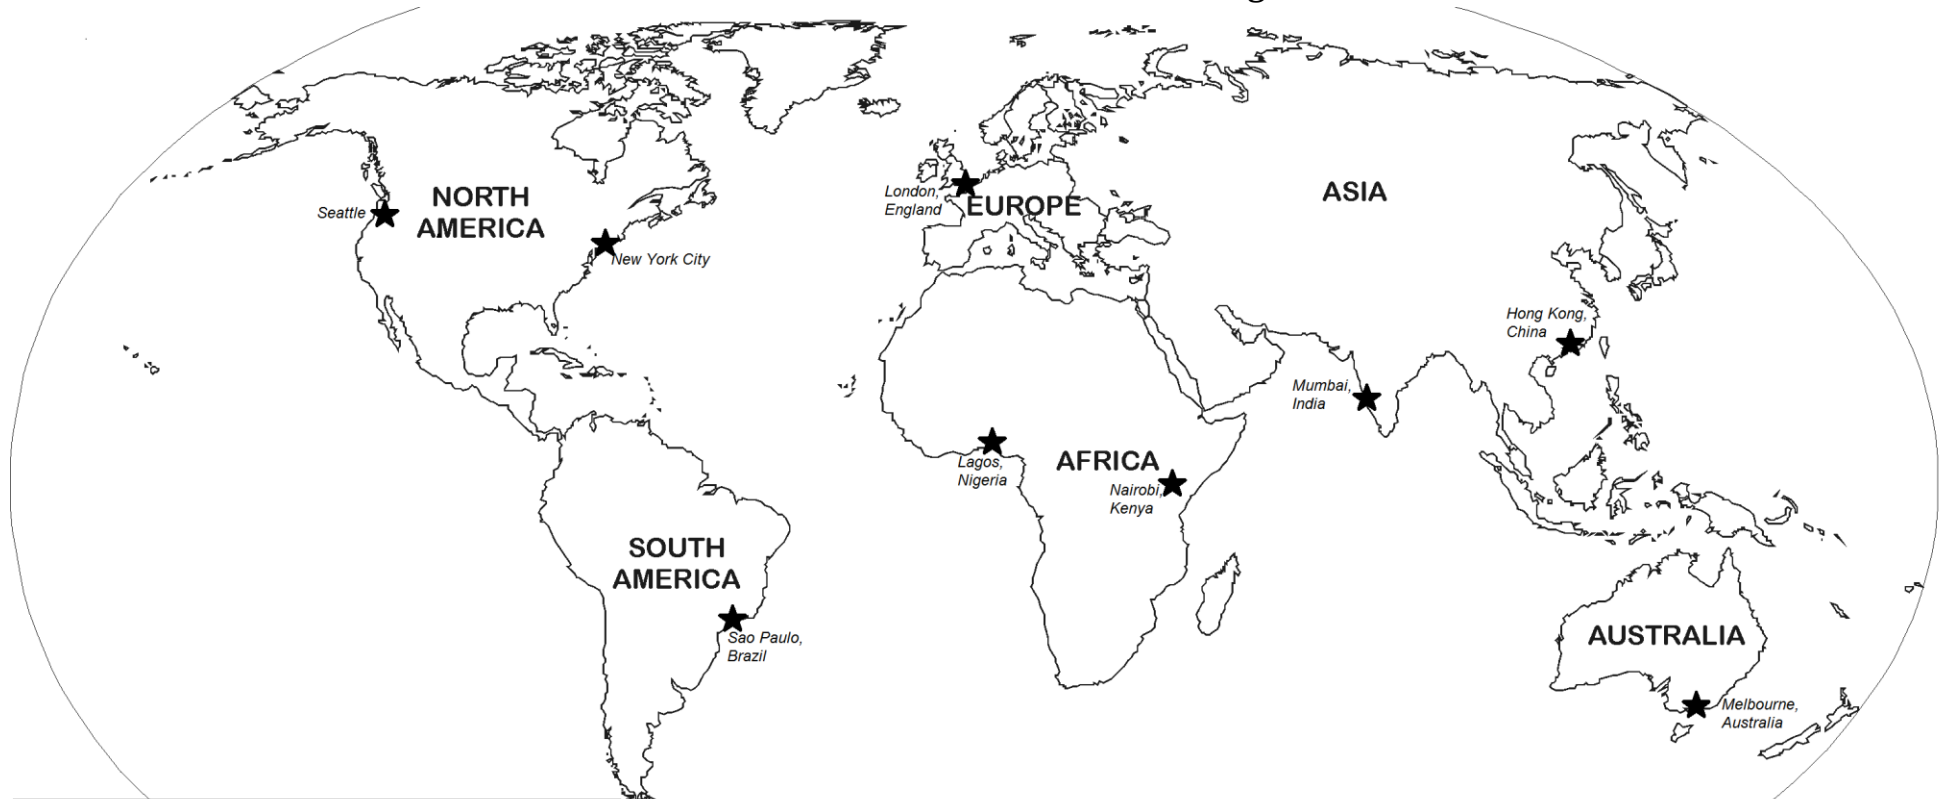 NORTH
AMERICA
Seattle
New York City
London,
England
EUROPE
ASIA
Hong Kong,
China
Mumbai,
India
Lagos,
Nigeria
AFRICA
Nairobi,
Kenya
SOUTH
AMERICA
Sao Paulo,
Brazil
AUSTRALIA
Melbourne,
Australia